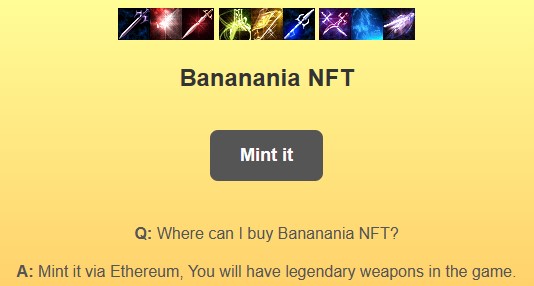 Bananania NFT
Mint it
Q: Where can I buy Bananania NFT?
A: Mint it via Ethereum, You will have legendary weapons in the game.